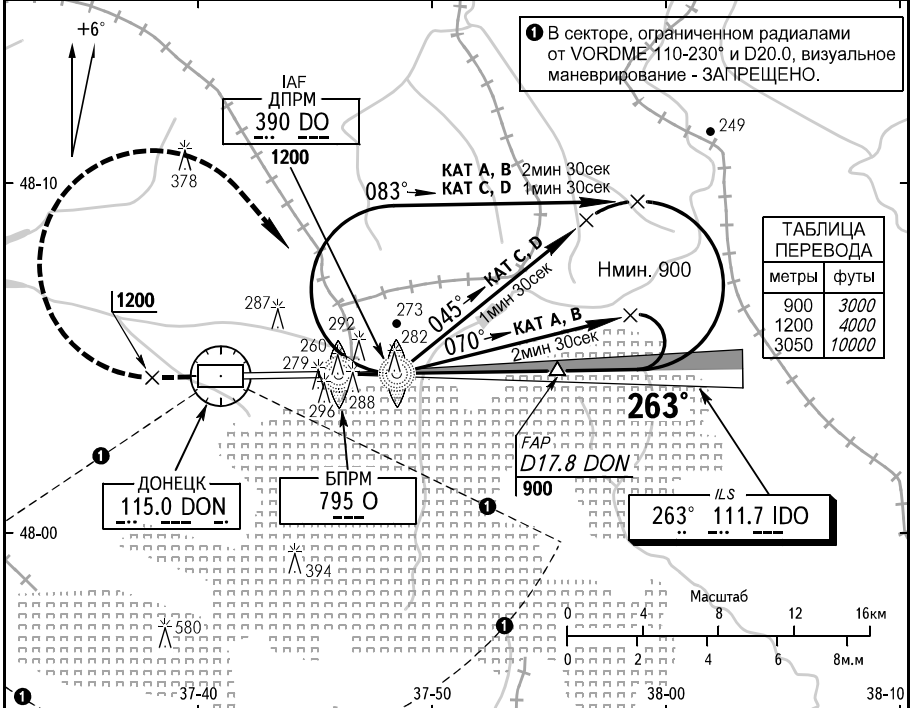 +6°
❶ В секторе, ограниченном радиалами
от VORDME 110-230° и D20.0, визуальное
маневрирование - ЗАПРЕЩЕНО.
IAF
ДПРМ
390 DO
1200
249
378
48-10
083°
КАТ A, B 2мин 30сек
КАТ C, D 1мин 30сек
045°
КАТ C, D
1мин 30сек
Hмин. 900
070°
КАТ A, B
2мин 30сек
ТАБЛИЦА
ПЕРЕВОДА
метры футы
900 3000
1200 4000
3050 10000
1200
287
292
273
260
282
279
296
288
263°
FAP
D17.8 DON
900
❶
ДОНЕЦК
115.0 DON
БПРМ
795 O
❶
ILS
263° 111.7 IDO
48-00
394
580
❶
Масштаб
0 4 8 12 16км
0 2 4 6 8м.м
❶
37-40
37-50
38-00
38-10